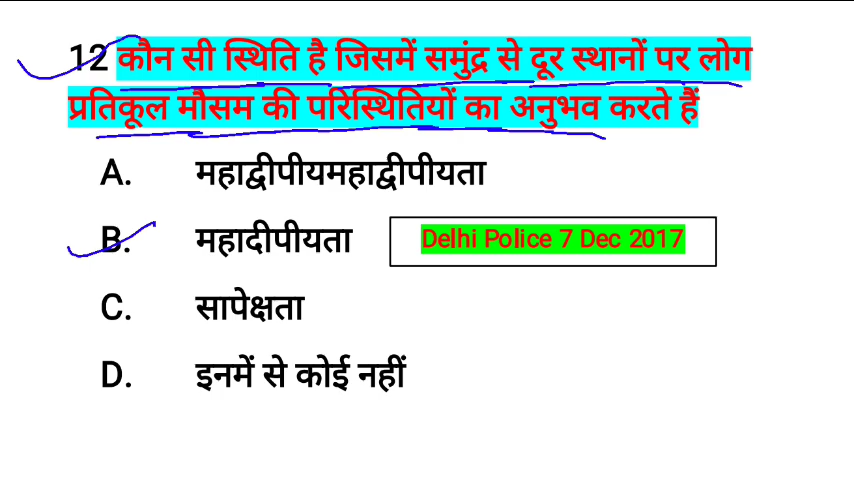 12 कौन सी स्थिति है जिसमें समुंद्र से दूर स्थानों पर लोग
प्रतिकूल मौसम की परिस्थितियों का अनुभव करते हैं
A. महाद्वीपीयमहाद्वीपीयता
B. महादीपीयता
Delhi Police 7 Dec 2017
C. सापेक्षता
D. इनमें से कोई नहीं